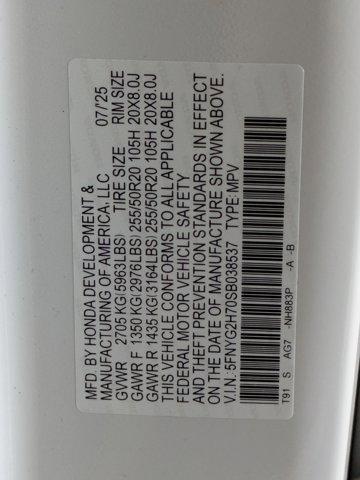 MFD. BY HONDA DEVELOPMENT &
MANUFACTURING OF AMERICA, LLC 07/'25
GVWR 2705 KG(5963LBS) TIRE SIZE RIM SIZE
GAWR F 1350 KG(2976LBS) 255/50R20 105H 20X8.0J
GAWR R 1435 KG(3164LBS) 255/50R20 105H 20X8.0J
THIS VEHICLE CONFORMS TO ALL APPLICABLE
FEDERAL MOTOR VEHICLE SAFETY
AND THEFT PREVENTION STANDARDS IN EFFECT
ON THE DATE OF MANUFACTURE SHOWN ABOVE.
V.I.N.: 5FNYG2H70SB038537 TYPE: MPV
T91 S AG7 -NH883P -A -B